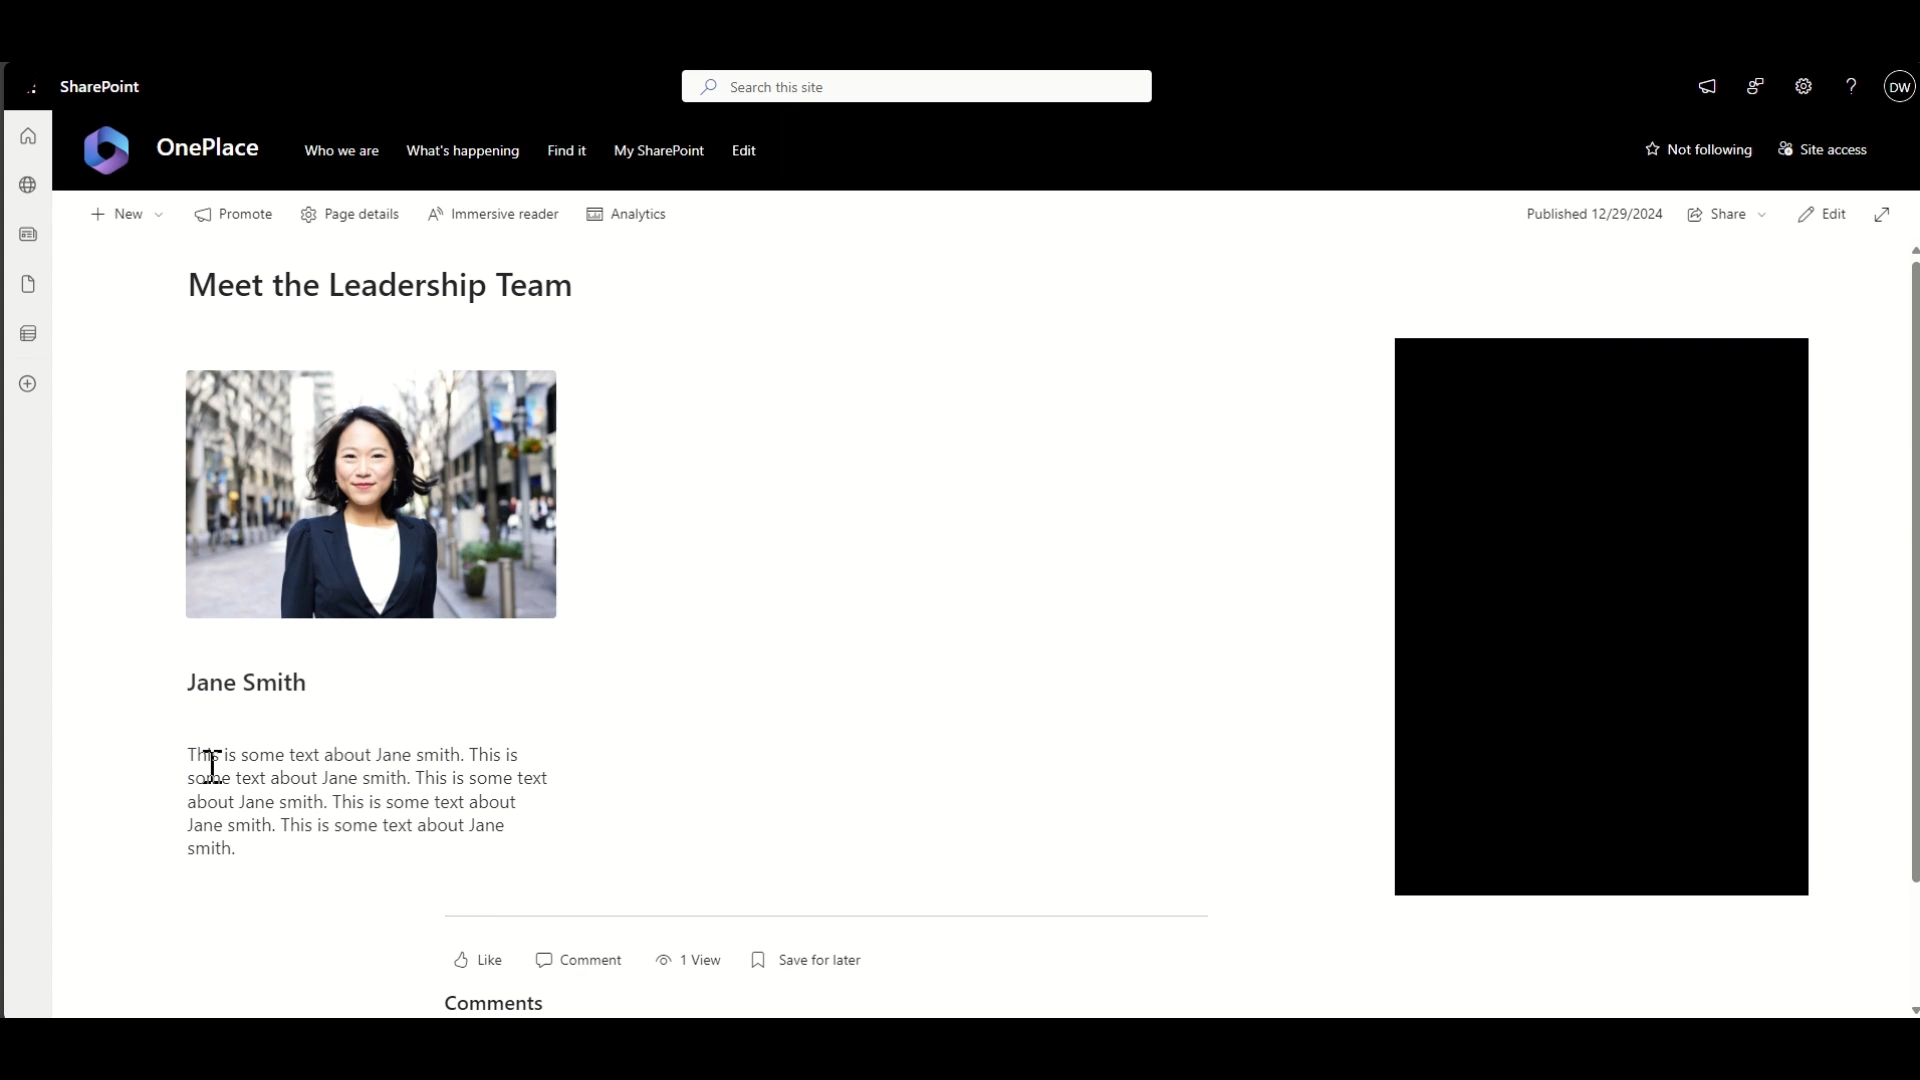 SharePoint
Search this site
DW
OnePlace
Who we are
What's happening
Find it
My SharePoint
Edit
Not following
Site access
New
Promote
Page details
Immersive reader
Analytics
Published 12/29/2024
Share
Edit
Meet the Leadership Team
Jane Smith
This is some text about Jane smith. This is
some text about Jane smith. This is some text
about Jane smith. This is some text about
Jane smith. This is some text about Jane
smith.
Like
Comment
1 View
Save for later
Comments